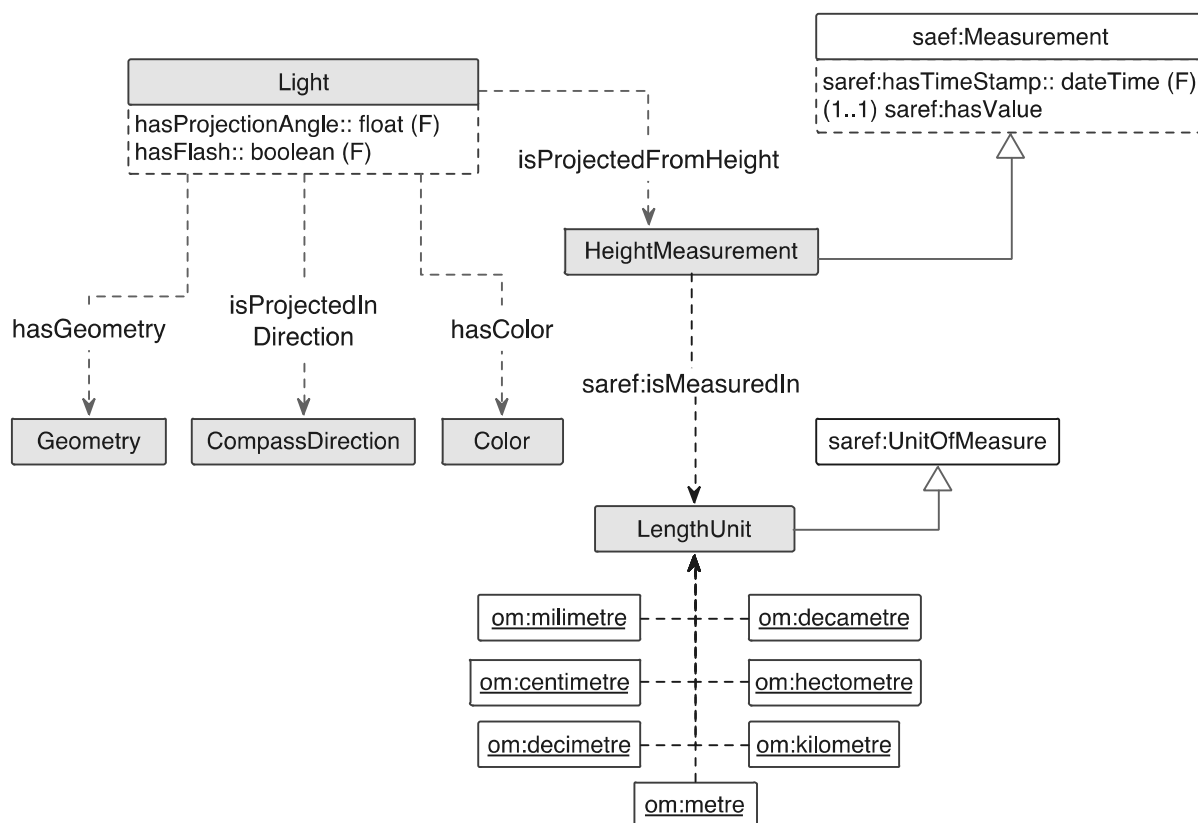 saef:Measurement
saref:hasTimeStamp:: dateTime (F)
(1..1) saref:hasValue
Light
hasProjectionAngle:: float (F)
hasFlash:: boolean (F)
isProjectedFromHeight
HeightMeasurement
hasGeometry
isProjectedIn
Direction
hasColor
saref:isMeasuredIn
Geometry
CompassDirection
Color
saref:UnitOfMeasure
LengthUnit
om:milimetre
om:decametre
om:centimetre
om:hectometre
om:decimetre
om:kilometre
om:metre